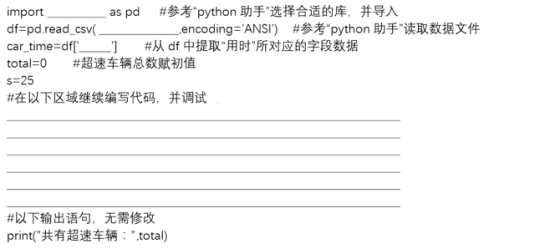 import _________ as pd #参考“python 助手”选择合适的库，并导入
df=pd.read_csv( ____________,encoding='ANSI') #参考“python 助手”读取数据文件
car_time=df['_____'] #从 df 中提取“用时”所对应的字段数据
total=0 #超速车辆总数赋初值
s=25
#在以下区域继续编写代码，并调试
#以下输出语句，无需修改
print("共有超速车辆：",total)